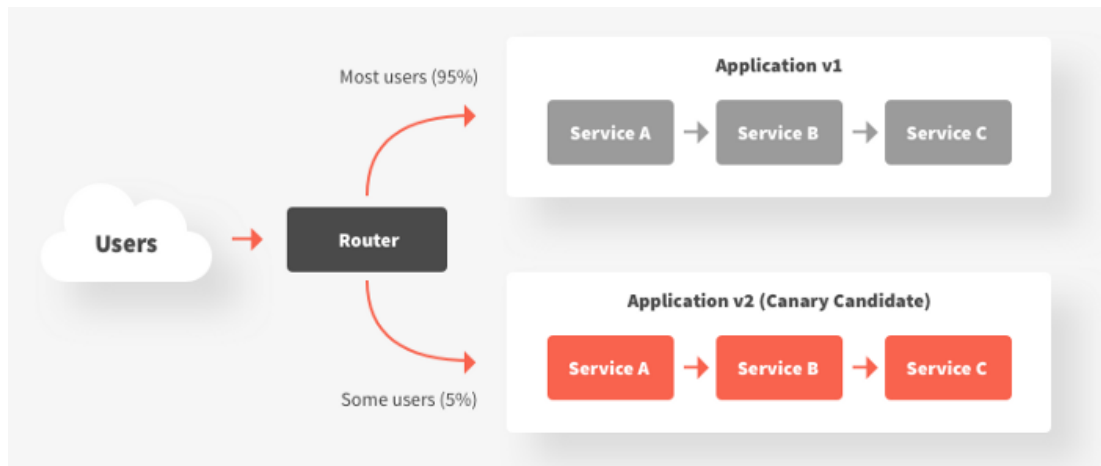 Most users (95%)
Application v1
Service A
Service B
Service C
Users
Router
Application v2 (Canary Candidate)
Service A
Service B
Service C
Some users (5%)